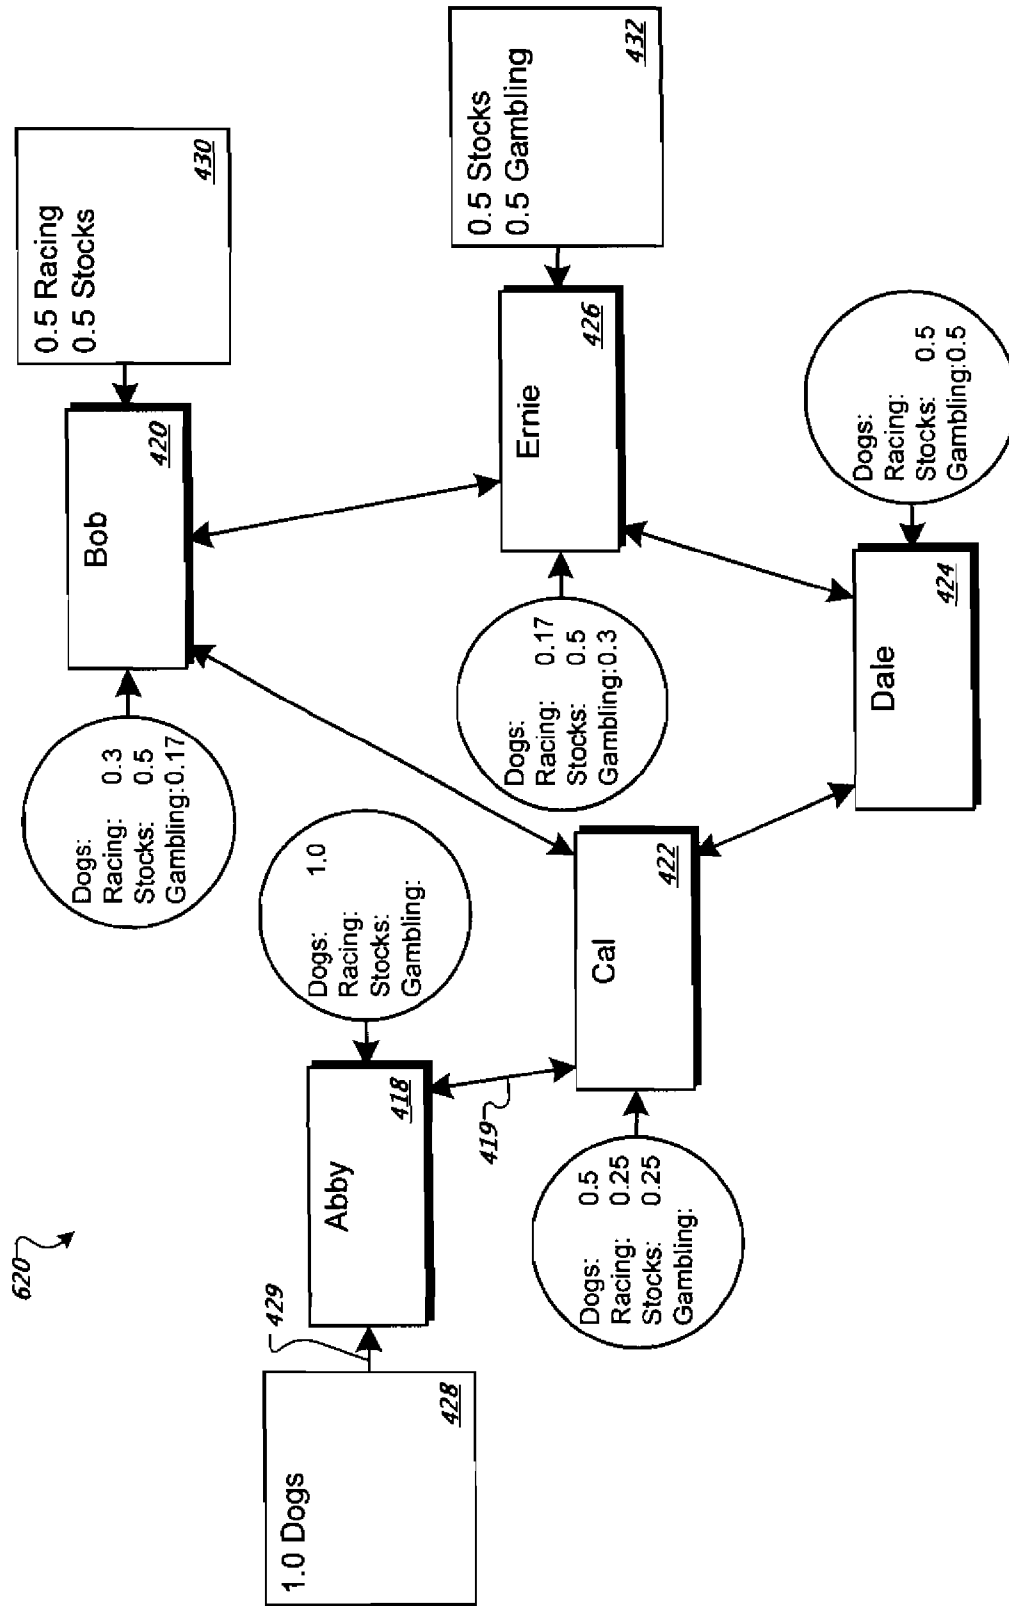 620
1.0 Dogs
428
429
Abby
418
Dogs: 1.0
Racing:
Stocks:
Gambling:
419
Dogs:
Racing: 0.3
Stocks: 0.5
Gambling:0.17
Bob
420
0.5 Racing
0.5 Stocks
430
Dogs: 0.5
Racing: 0.25
Stocks: 0.25
Gambling:
Cal
422
Dogs:
Racing: 0.17
Stocks: 0.5
Gambling:0.3
Ernie
426
0.5 Stocks
0.5 Gambling
432
Dale
424
Dogs:
Racing:
Stocks: 0.5
Gambling:0.5